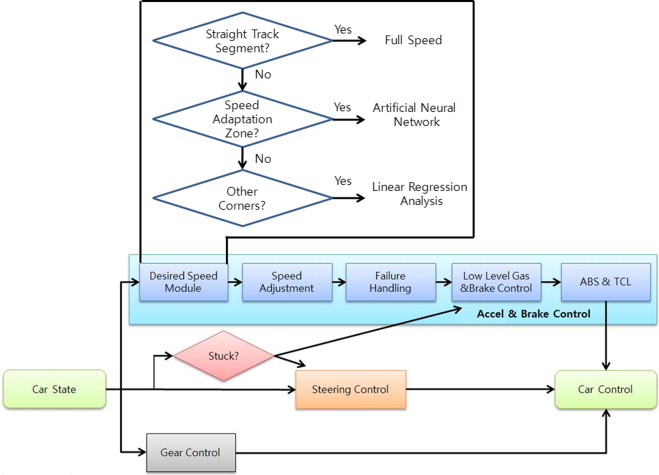 Straight Track
Segment?
Yes
Full Speed
No
Speed
Adaptation
Zone?
Yes
Artificial Neural
Network
No
Other
Corners?
Yes
Linear Regression
Analysis
Desired Speed
Module
Speed
Adjustment
Failure
Handling
Low Level Gas
&Brake Control
ABS & TCL
Accel & Brake Control
Stuck?
Car State
Steering Control
Car Control
Gear Control